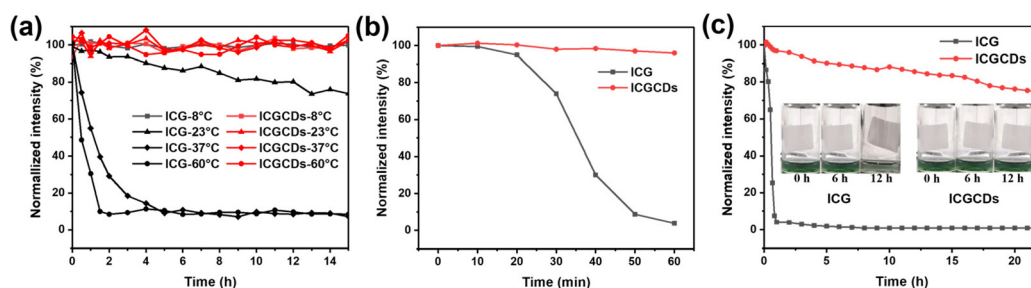 (a)
Normallized intensity (%)
100
80
60
40
20
0
ICG-8°C
ICG-23°C
ICG-37°C
ICG-60°C
ICGCDs-8°C
ICGCDs-23°C
ICGCDs-37°C
ICGCDs-60°C
0 2 4 6 8 10 12 14
Time (h)
(b)
Normalized intensity (%)
100
80
60
40
20
0
ICG
ICGCDs
0 10 20 30 40 50 60
Time (min)
(c)
Normalized intensity (%)
100
80
60
40
20
0
ICG
ICGCDs
0 h 6 h 12 h
ICG
0 h 6 h 12 h
ICGCDs
0 5 10 15 20
Time (h)